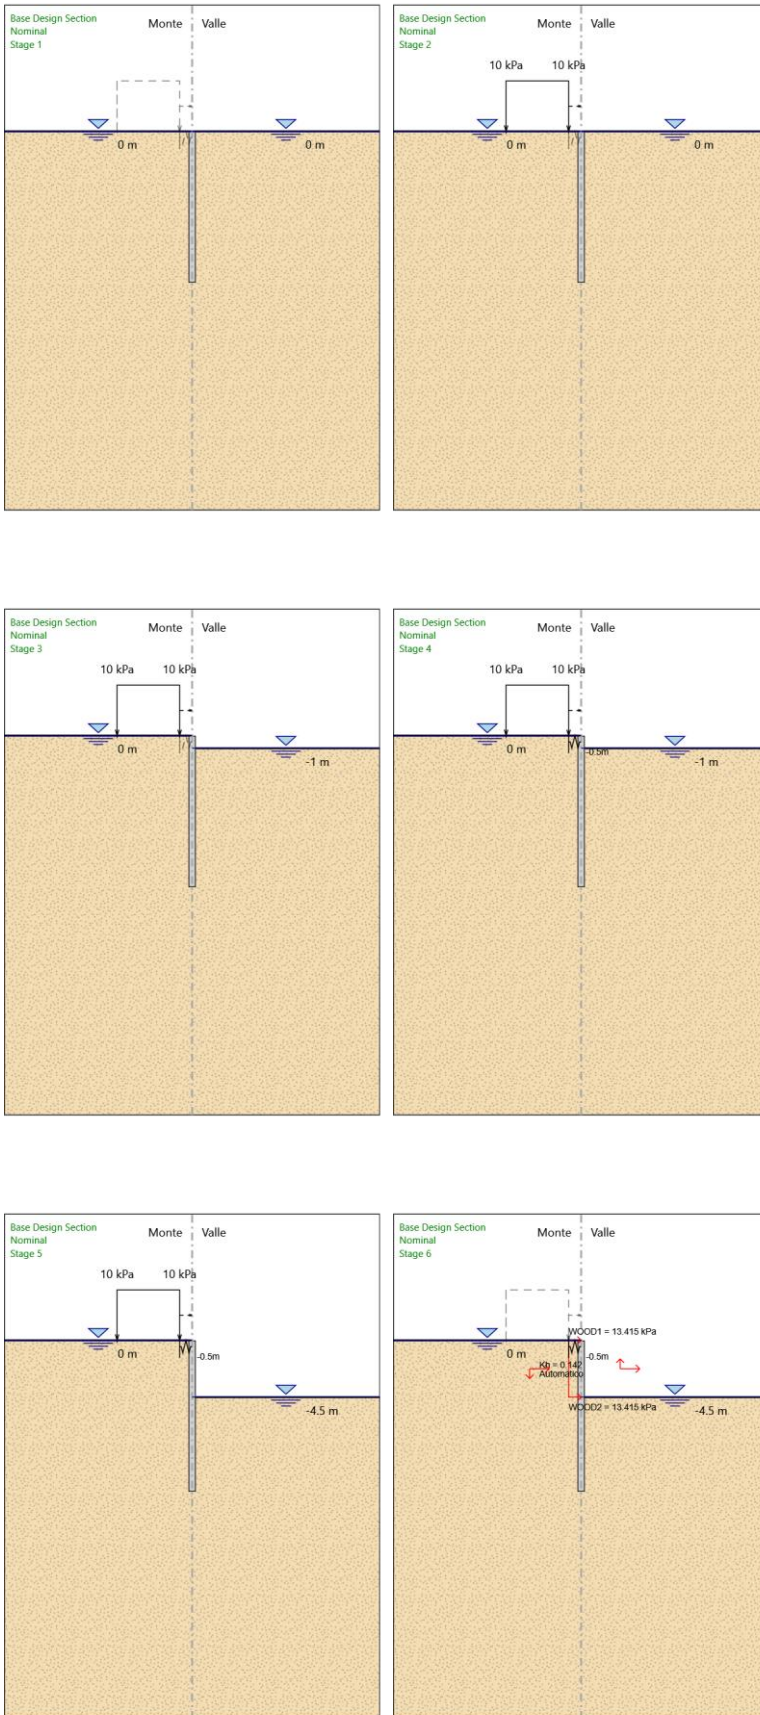 Base Design Section
Nominal
Stage 1
Monte
Valle
0 m
0 m
Base Design Section
Nominal
Stage 2
Monte
Valle
10 kPa
10 kPa
0 m
0 m
Base Design Section
Nominal
Stage 3
Monte
Valle
10 kPa
10 kPa
0 m
-1 m
Base Design Section
Nominal
Stage 4
Monte
Valle
10 kPa
10 kPa
0 m
-0.5m
-1 m
Base Design Section
Nominal
Stage 5
Monte
Valle
10 kPa
10 kPa
0 m
-0.5m
-4.5 m
Base Design Section
Nominal
Stage 6
Monte
Valle
WOOD1 = 13.415 kPa
0 m
-0.5m
Kh = 0.142
Automatico
WOOD2 = 13.415 kPa
-4.5 m